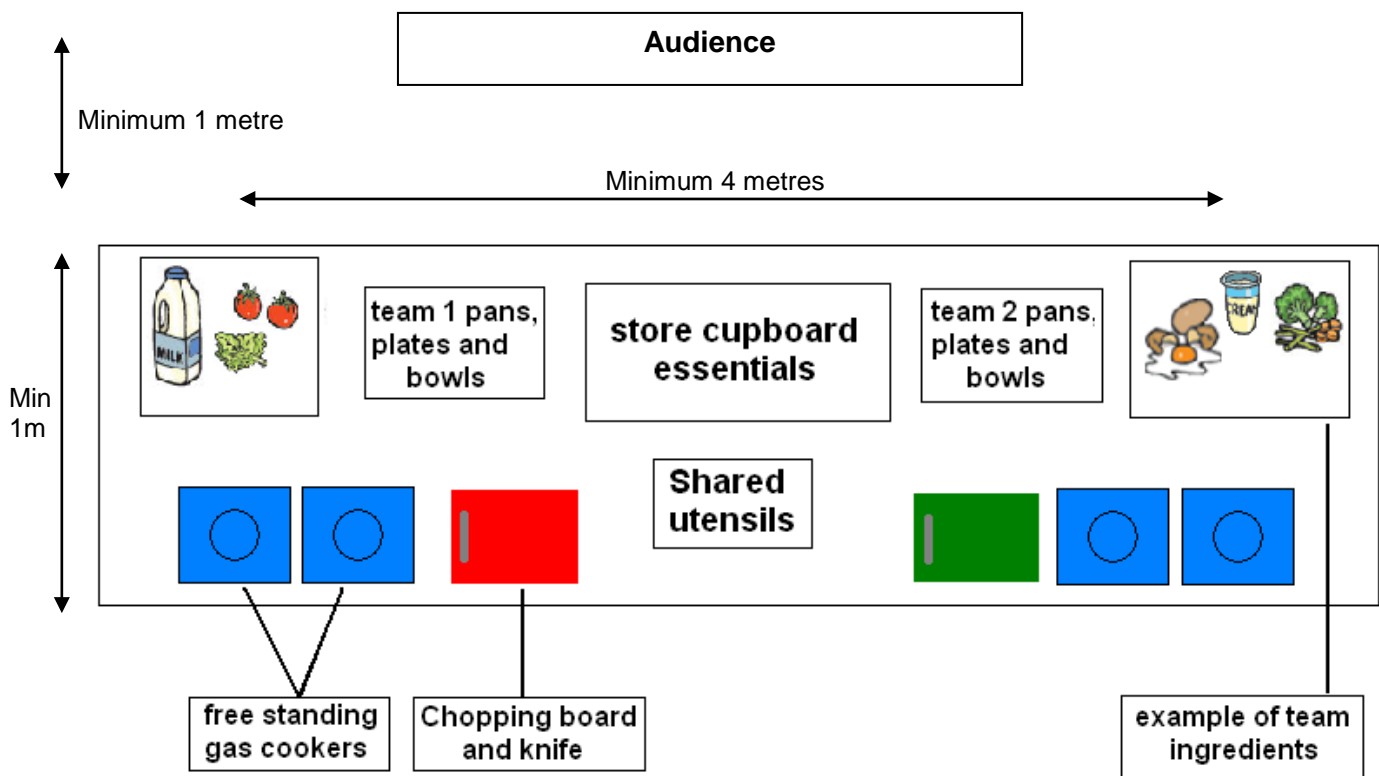 Audience
Minimum 1 metre
Minimum 4 metres
Min
1m
MILK
team 1 pans,
plates and
bowls
store cupboard
essentials
team 2 pans,
plates and
bowls
CREAM
Shared
utensils
free standing
gas cookers
Chopping board
and knife
example of team
ingredients